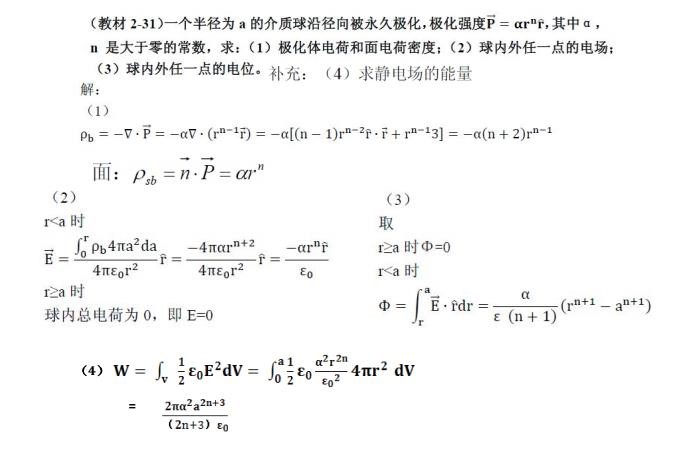 （教材 2-31)一个半径为 a 的介质球沿径向被永久极化,极化强度P⃗ = αrⁿr̂,其中 α ，
n 是大于零的常数，求：（1）极化体电荷和面电荷密度；（2）球内外任一点的电场；
（3）球内外任一点的电位。补充：（4）求静电场的能量
解：
（1）
ρb = −∇ · P⃗ = −α∇ · (rⁿ⁻¹r⃗) = −α[(n − 1)rⁿ⁻²r̂ · r⃗ + rⁿ⁻¹3] = −α(n + 2)rⁿ⁻¹
面：ρsb = n⃗ · P⃗ = αrⁿ
（2）
r<a 时
E⃗ = ∫₀ʳ ρb4πa²da / 4πε₀r² r̂ = −4παrⁿ⁺² / 4πε₀r² r̂ = −αrⁿr̂ / ε₀
r≥a 时
球内总电荷为 0，即 E=0
（3）
取
r≥a 时Φ=0
r<a 时
Φ = ∫ᵣᵃ E⃗ · r̂dr = α / ε（n + 1） (rⁿ⁺¹ − aⁿ⁺¹)
（4）W = ∫ᵥ 1/2 ε₀E²dV = ∫₀ᵃ 1/2 ε₀ α²r²ⁿ/ε₀² 4πr² dV
= 2πα²a²ⁿ⁺³ /（2n+3）ε₀